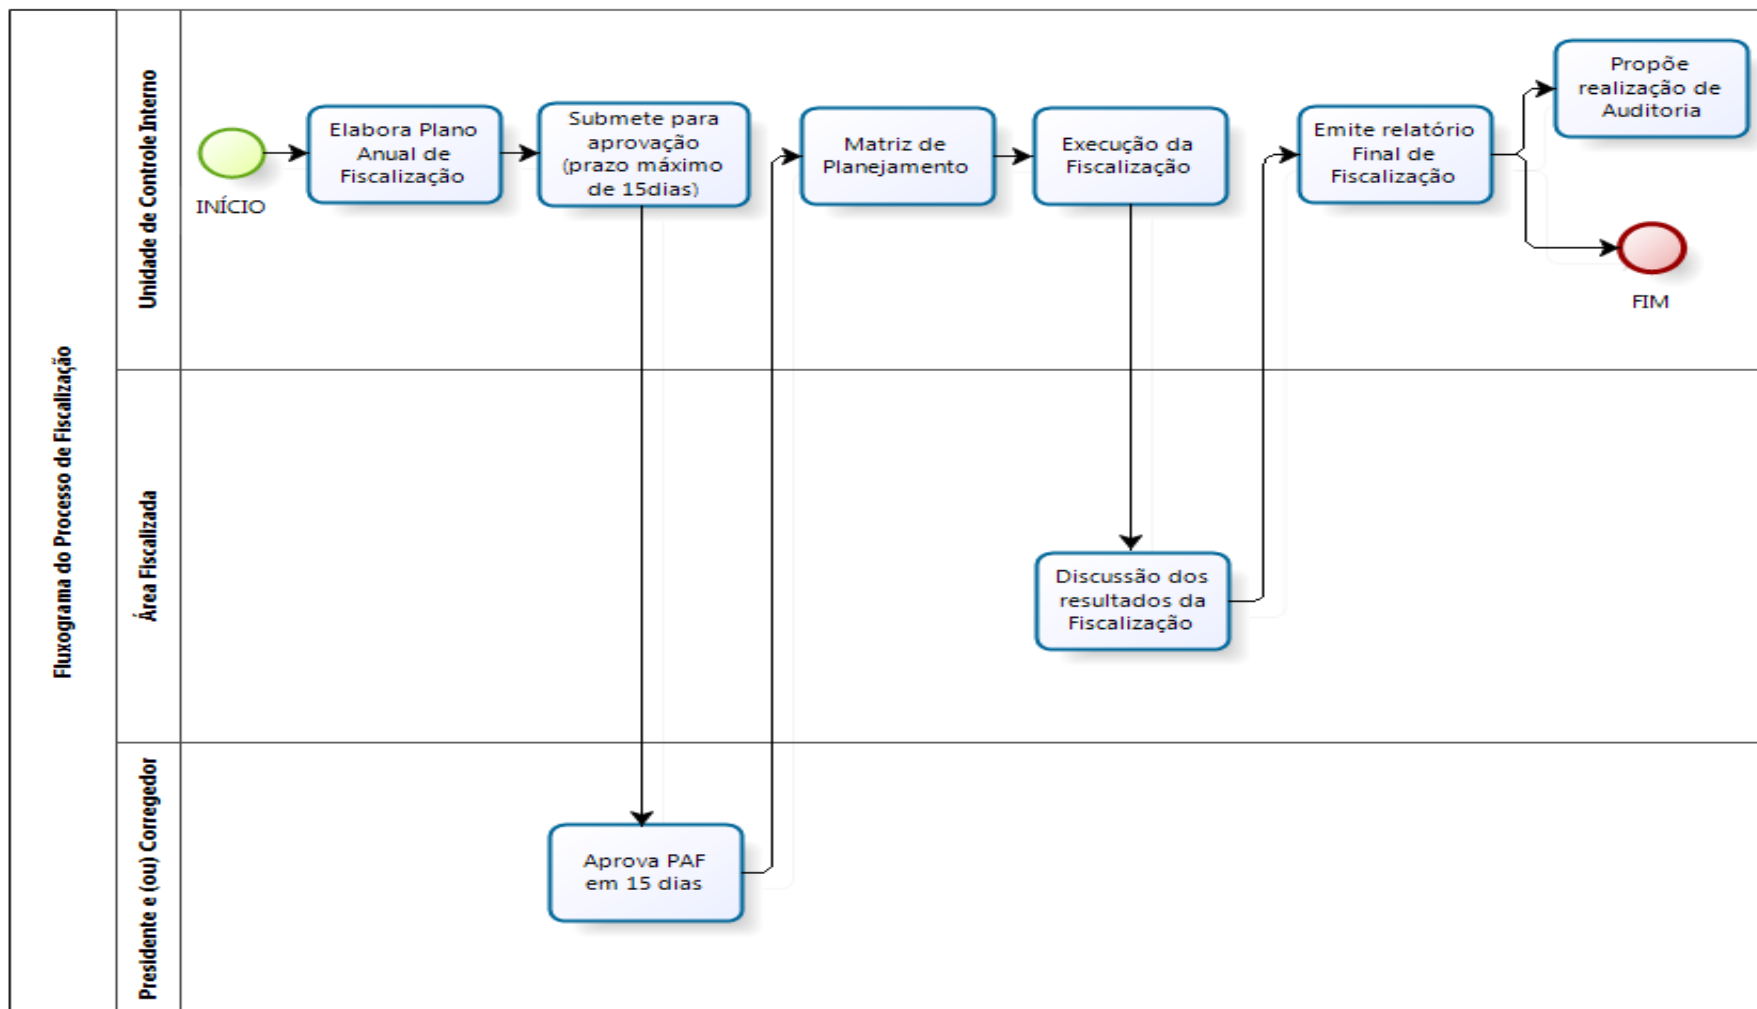 Fluxograma do Processo de Fiscalização
Unidade de Controle Interno
INÍCIO
Elabora Plano
Anual de
Fiscalização
Submete para
aprovação
(prazo máximo
de 15dias)
Matriz de
Planejamento
Execução da
Fiscalização
Emite relatório
Final de
Fiscalização
Propõe
realização de
Auditoria
FIM
Área Fiscalizada
Discussão dos
resultados da
Fiscalização
Presidente e (ou) Corregedor
Aprova PAF
em 15 dias